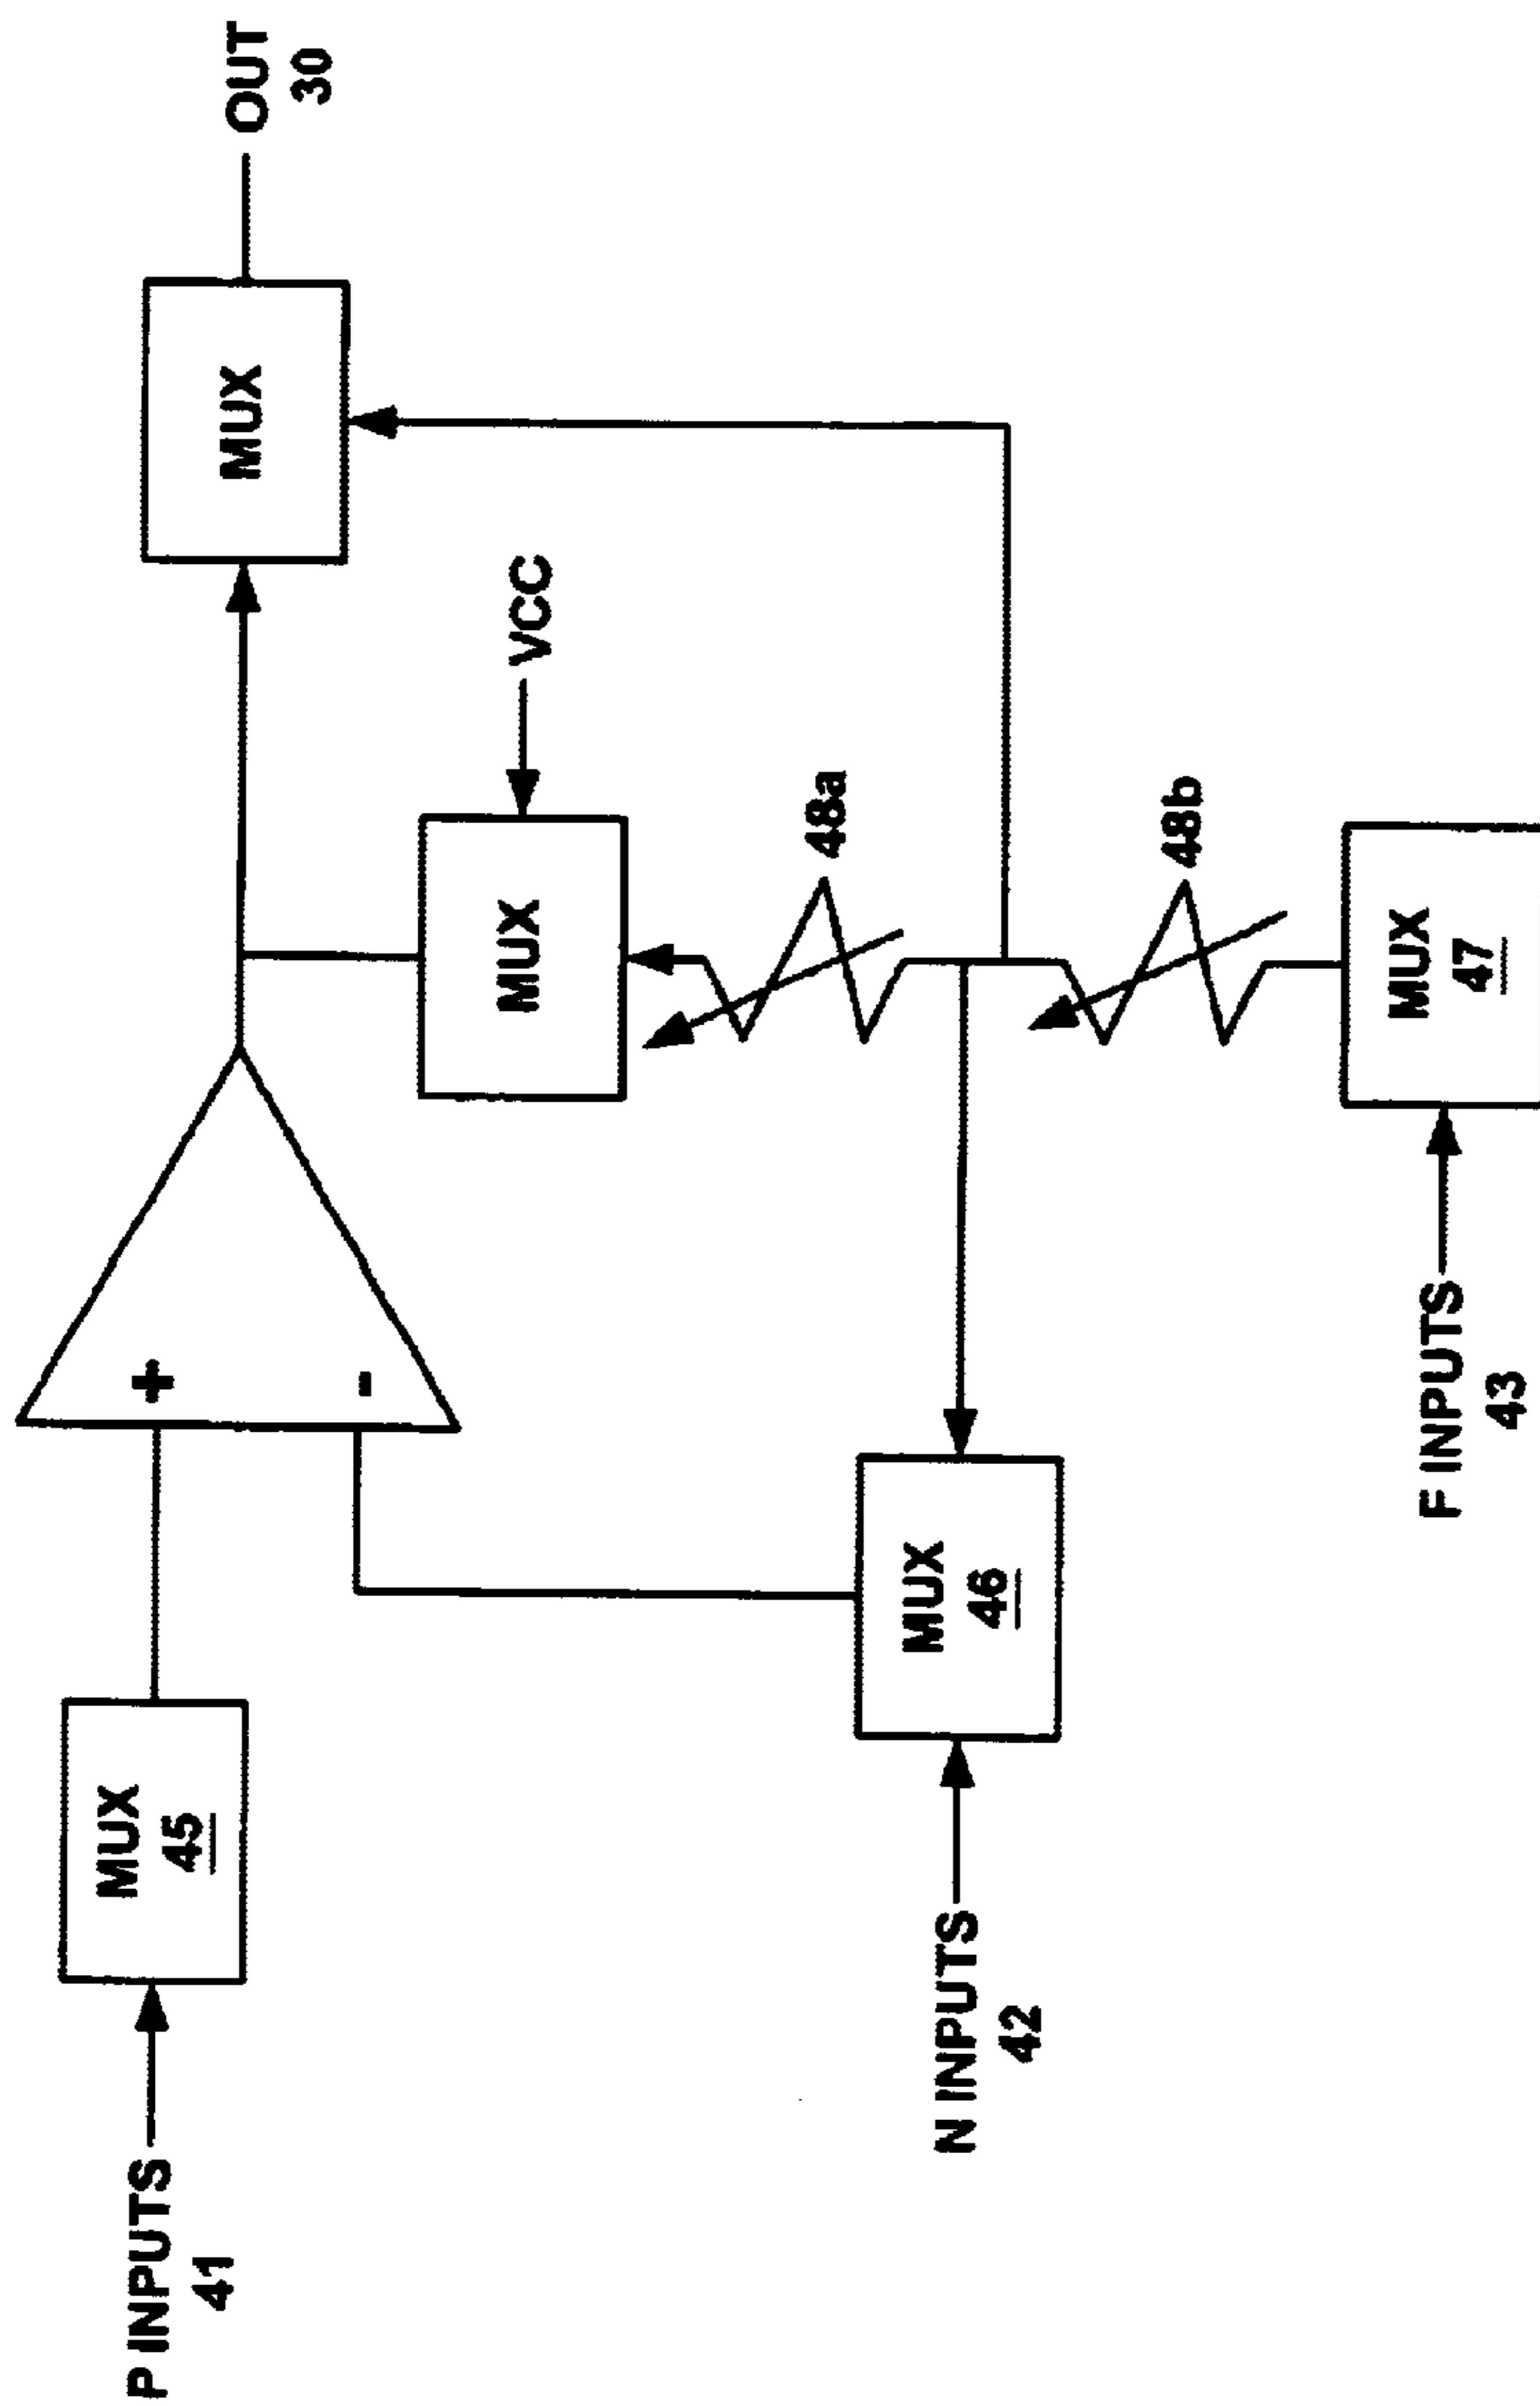 P INPUTS
41
MUX
45
+
-
MUX
OUT
30
MUX
VCC
48a
N INPUTS
42
MUX
46
48b
F INPUTS
43
MUX
47